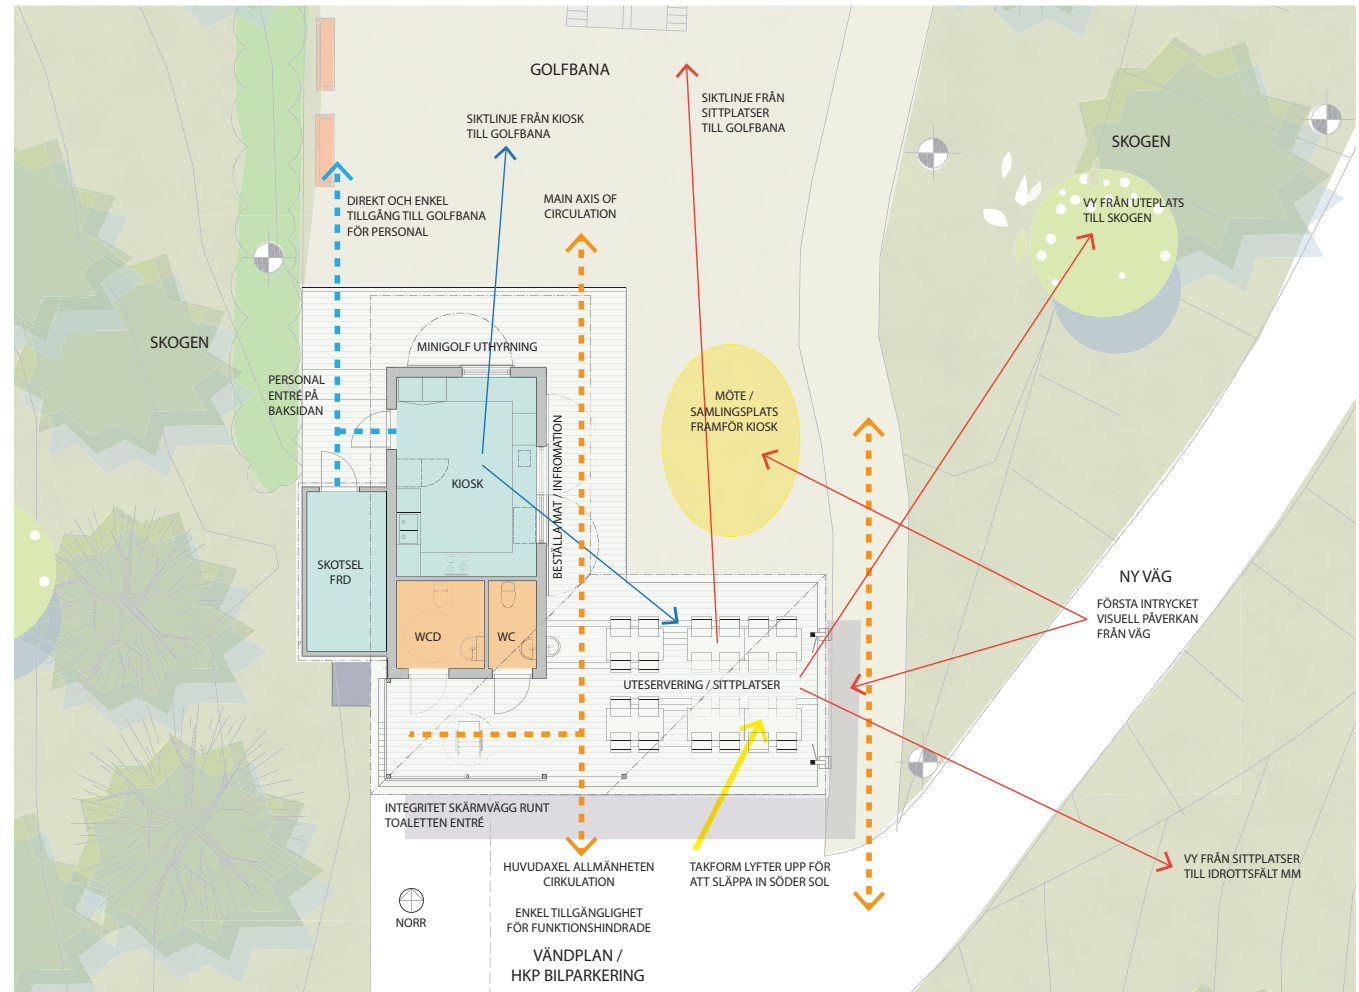 GOLFBANA
SIKTLINJE FRÅN
SITTPLATSER
TILL GOLFBANA
SIKTLINJE FRÅN KIOSK
TILL GOLFBANA
SKOGEN
DIREKT OCH ENKEL
TILLGÅNG TILL GOLFBANA
FÖR PERSONAL
MAIN AXIS OF
CIRCULATION
VY FRÅN UTEPLATS
TILL SKOGEN
SKOGEN
MINIGOLF UTHYRNING
PERSONAL
ENTRÉ PÅ
BAKSIDAN
MÖTE /
SAMLINGSPLATS
FRAMFÖR KIOSK
BESTÄLLA MAT / INFROMATION
KIOSK
SKOTSEL
FRD
NY VÄG
FÖRSTA INTRYCKET
VISUELL PÅVERKAN
FRÅN VÄG
WCD
WC
UTESERVERING / SITTPLATSER
INTEGRITET SKÄRMVÄGG RUNT
TOALETTEN ENTRÉ
HUVUDAXEL ALLMÄNHETEN
CIRKULATION
TAKFORM LYFTER UPP FÖR
ATT SLÄPPA IN SÖDER SOL
VY FRÅN SITTPLATSER
TILL IDROTTSFÄLT MM
NORR
ENKEL TILLGÄNGLIGHET
FÖR FUNKTIONSHINDRADE
VÄNDPLAN /
HKP BILPARKERING